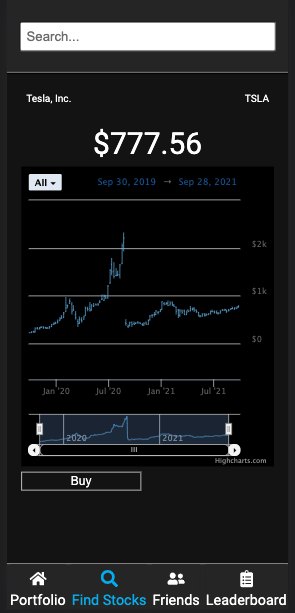 Search...
Tesla, Inc. TSLA
$777.56
All Sep 30, 2019 → Sep 28, 2021
$2k
$1k
$0
Jan '20 Jul '20 Jan '21 Jul '21
2020 2021
Highcharts.com
Buy
Portfolio Find Stocks Friends Leaderboard